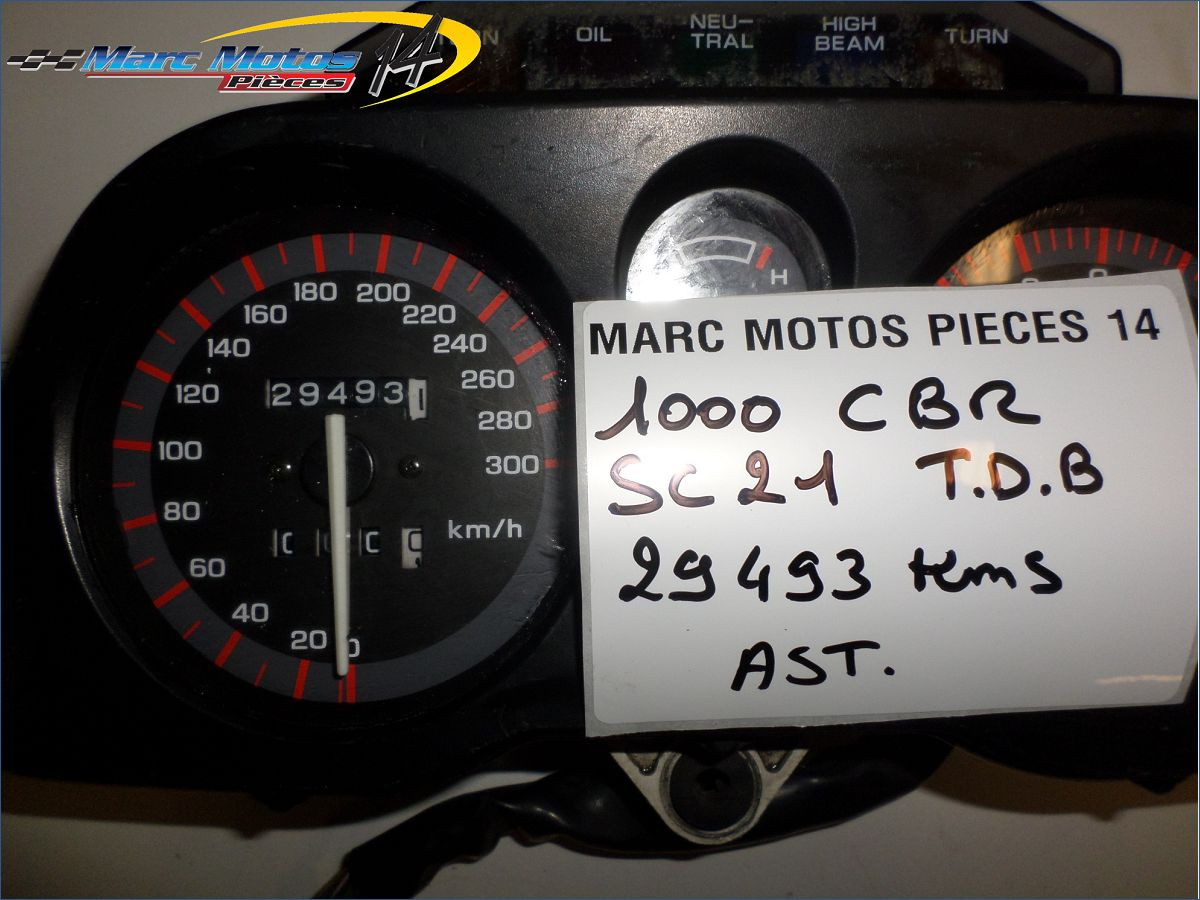 Marc Motos 14
Pièces
OIL
NEU-
TRAL
HIGH
BEAM
TURN
180
200
160
220
140
240
120
260
29493
280
100
300
80
km/h
60
40
20
0
H
MARC MOTOS PIECES 14
1000 CBR
SC21 T.D.B
29493 kms
AST.